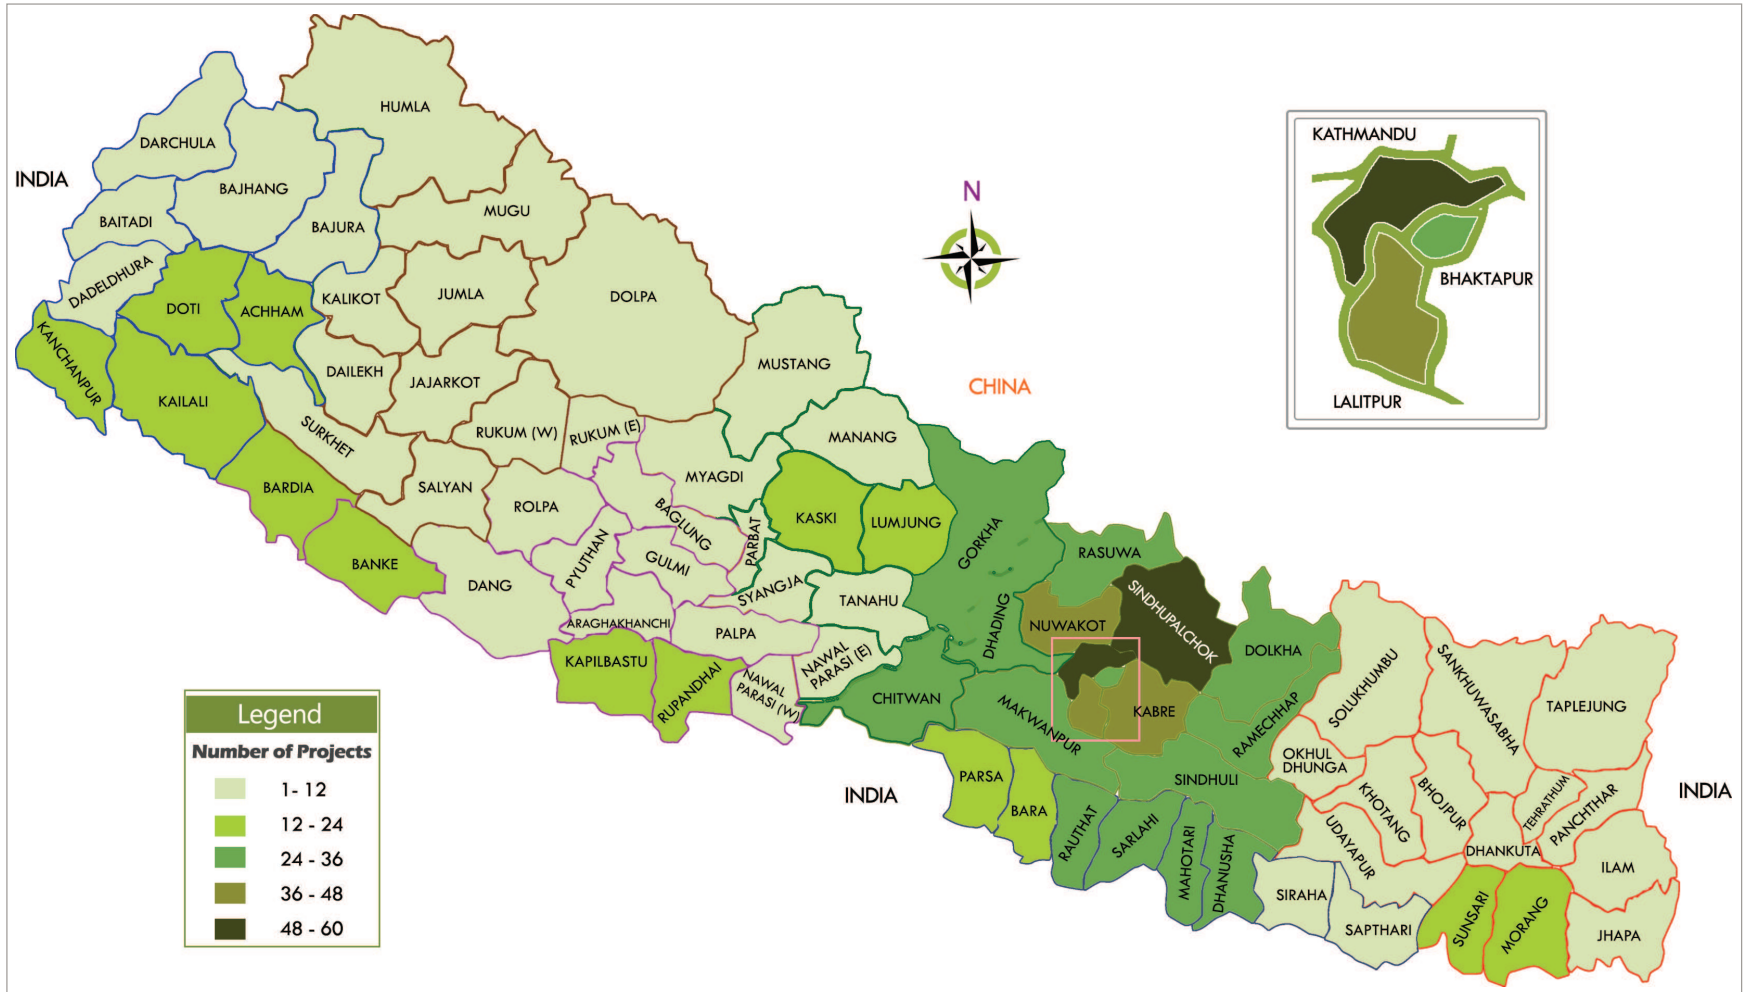 HUMLA
DARCHULA
INDIA
BAJHANG
BAITADI
BAJURA
MUGU
DADELDHURA
DOTI
ACHHAM
KALIKOT
JUMLA
DOLPA
KANCHANPUR
KAILALI
DAILEKH
JAJARKOT
MUSTANG
SURKHET
RUKUM (W)
RUKUM (E)
MANANG
BARDIA
SALYAN
ROLPA
MYAGDI
BAGLUNG
PARBAT
KASKI
LUMJUNG
GORKHA
BANKE
DANG
PYUTHAN
GULMI
SYANGJA
TANAHU
ARAGHAKHANCHI
PALPA
KAPILBASTU
RUPANDHAI
NAWAL
PARASI (W)
NAWAL
PARASI (E)
CHITWAN
DHADING
RASUWA
NUWAKOT
SINDHUPALCHOK
DOLKHA
KABRE
MAKWANPUR
RAMECHHAP
SINDHULI
PARSA
BARA
RAUTHAT
SARLAHI
MAHOTARI
DHANUSHA
SOLUKHUMBU
SANKHUWASABHA
TAPLEJUNG
OKHUL
DHUNGA
KHOTANG
BHOJPUR
TEHRATHUM
PANCHTHAR
UDAYAPUR
DHANKUTA
ILAM
SIRAHA
SAPTHARI
SUNSARI
MORANG
JHAPA
INDIA
INDIA
N
CHINA
KATHMANDU
BHAKTAPUR
LALITPUR
Legend
Number of Projects
1- 12
12 - 24
24 - 36
36 - 48
48 - 60